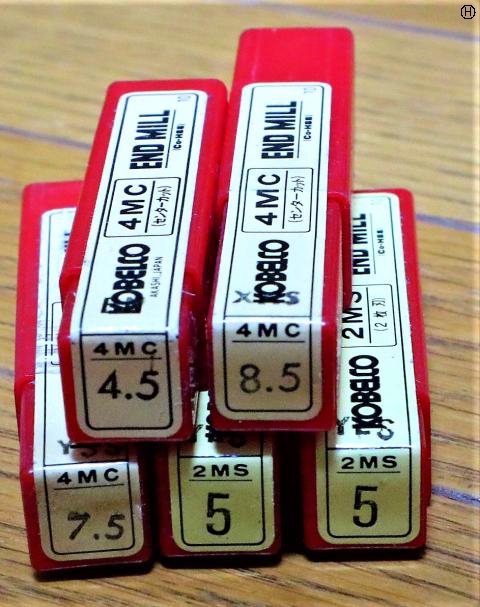 H
END MILL
(Co-HSS)
10
4MC
(センターカット)
KOBELCO
AKASHI, JAPAN
4MC
4.5
END MILL
(Co-HSS)
10
4MC
(センターカット)
KOBELCO
4MC
8.5
4MC
7.5
2MS
5
END MILL
2MS
(2枚刃)
KOBELCO
2MS
5